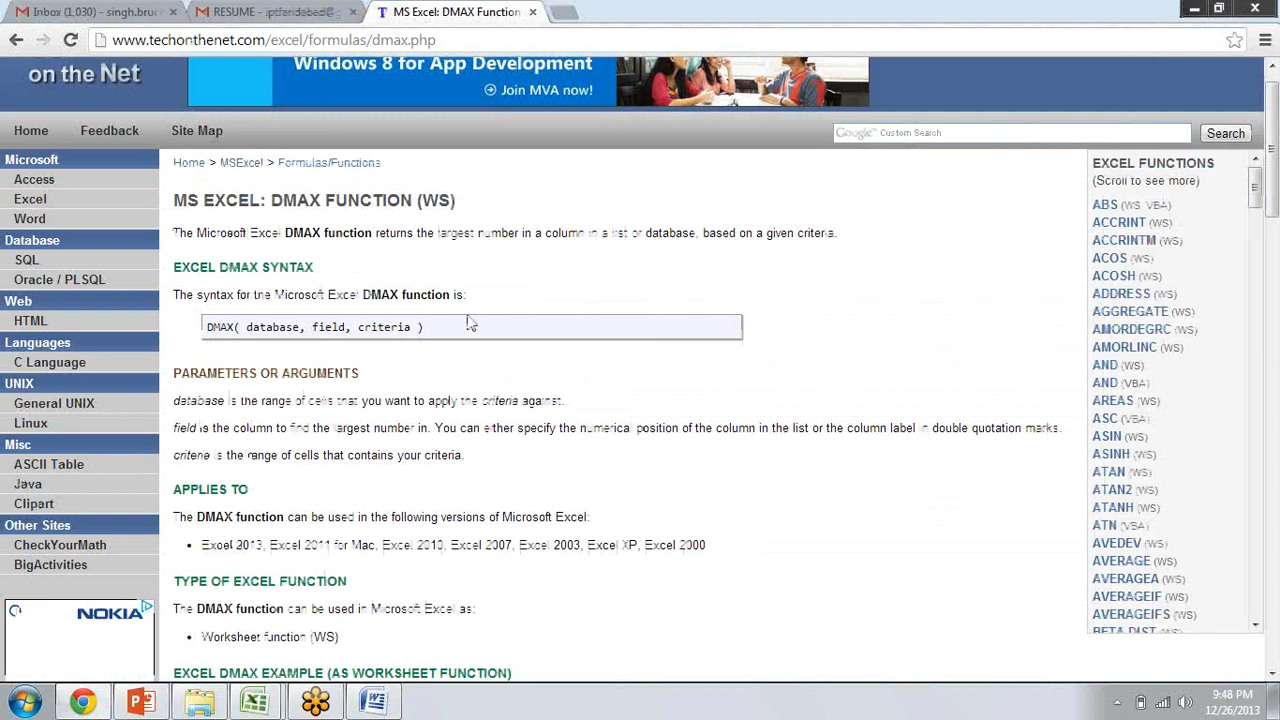 Inbox (1,030) - singh.bruc
RESUME - jptfaridabad@
MS Excel: DMAX Function
www.techonthenet.com/excel/formulas/dmax.php
on the Net
Windows 8 for App Development
Join MVA now!
Home Feedback Site Map
Google Custom Search
Search
Microsoft
Access
Excel
Word
Database
SQL
Oracle / PLSQL
Web
HTML
Languages
C Language
UNIX
General UNIX
Linux
Misc
ASCII Table
Java
Clipart
Other Sites
CheckYourMath
BigActivities
NOKIA
Home > MSExcel > Formulas/Functions
MS EXCEL: DMAX FUNCTION (WS)
The Microsoft Excel DMAX function returns the largest number in a column in a list or database, based on a given criteria.
EXCEL DMAX SYNTAX
The syntax for the Microsoft Excel DMAX function is:
DMAX( database, field, criteria )
PARAMETERS OR ARGUMENTS
database is the range of cells that you want to apply the criteria against.
field is the column to find the largest number in. You can either specify the numerical position of the column in the list or the column label in double quotation marks.
criteria is the range of cells that contains your criteria.
APPLIES TO
The DMAX function can be used in the following versions of Microsoft Excel:
• Excel 2013, Excel 2011 for Mac, Excel 2010, Excel 2007, Excel 2003, Excel XP, Excel 2000
TYPE OF EXCEL FUNCTION
The DMAX function can be used in Microsoft Excel as:
• Worksheet function (WS)
EXCEL DMAX EXAMPLE (AS WORKSHEET FUNCTION)
EXCEL FUNCTIONS
(Scroll to see more)
ABS (WS, VBA)
ACCRINT (WS)
ACCRINTM (WS)
ACOS (WS)
ACOSH (WS)
ADDRESS (WS)
AGGREGATE (WS)
AMORDEGRC (WS)
AMORLINC (WS)
AND (WS)
AND (VBA)
AREAS (WS)
ASC (VBA)
ASIN (WS)
ASINH (WS)
ATAN (WS)
ATAN2 (WS)
ATANH (WS)
ATN (VBA)
AVEDEV (WS)
AVERAGE (WS)
AVERAGEA (WS)
AVERAGEIF (WS)
AVERAGEIFS (WS)
BETA.DIST (WS)
9:48 PM
12/26/2013